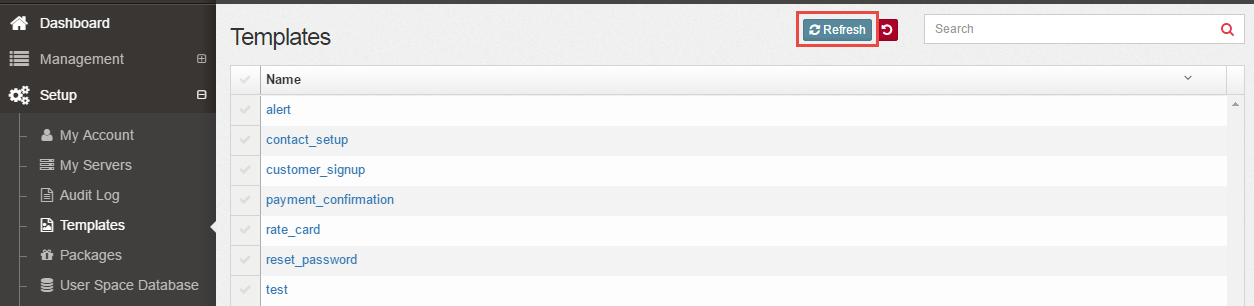 Dashboard
Management
Setup
My Account
My Servers
Audit Log
Templates
Packages
User Space Database
Templates
Refresh
Search
Name
alert
contact_setup
customer_signup
payment_confirmation
rate_card
reset_password
test